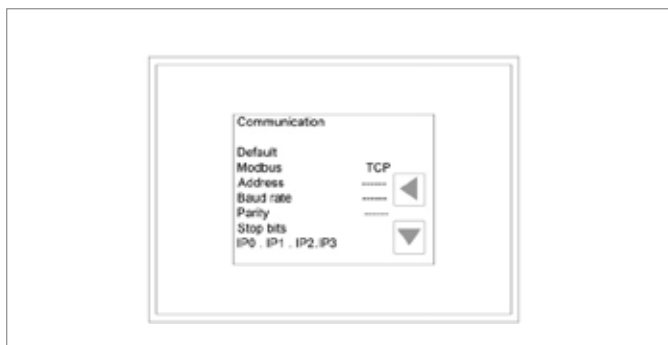 Communication
Default
Modbus TCP
Address ------
Baud rate ------
Parity ------
Stop bits
IP0 . IP1 . IP2.IP3